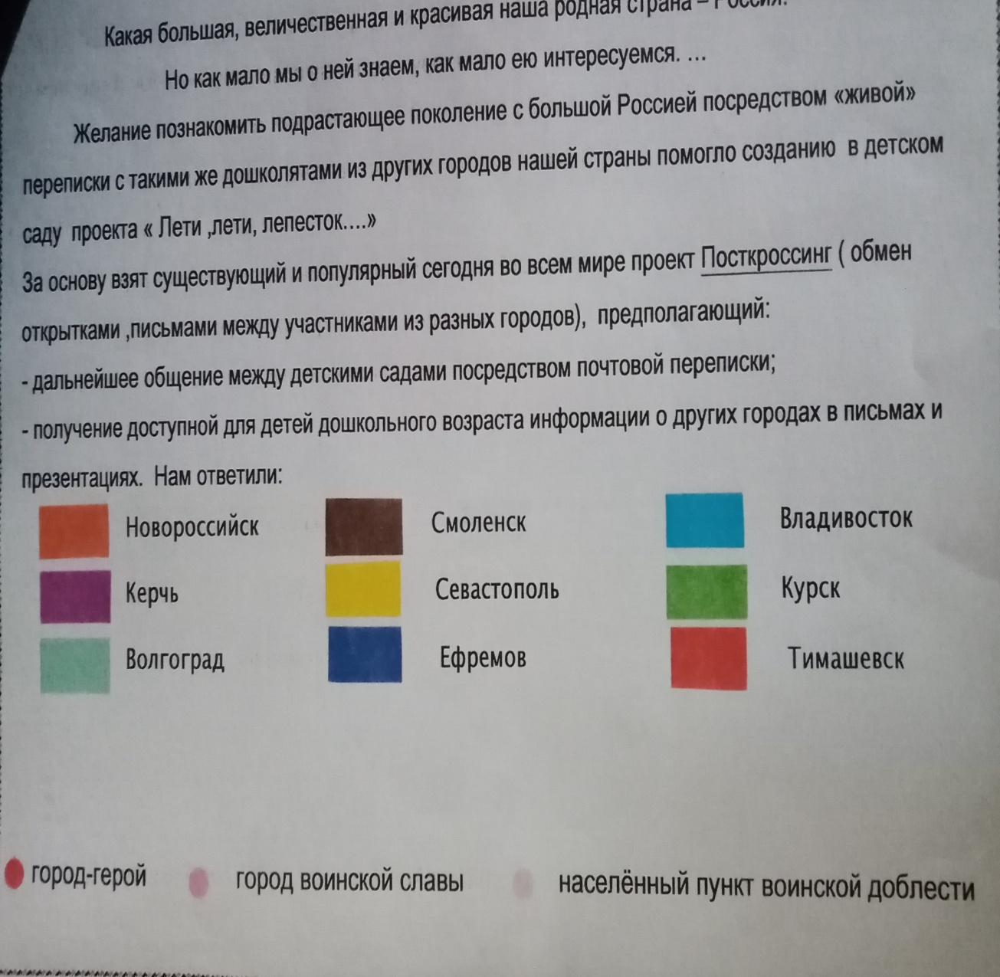 Какая большая, величественная и красивая наша родная страна – Россия.
Но как мало мы о ней знаем, как мало ею интересуемся. ...
Желание познакомить подрастающее поколение с большой Россией посредством «живой»
переписки с такими же дошколятами из других городов нашей страны помогло созданию в детском
саду проекта « Лети ,лети, лепесток....»
За основу взят существующий и популярный сегодня во всем мире проект Посткроссинг ( обмен
открытками ,письмами между участниками из разных городов), предполагающий:
- дальнейшее общение между детскими садами посредством почтовой переписки;
- получение доступной для детей дошкольного возраста информации о других городах в письмах и
презентациях. Нам ответили:
Новороссийск Смоленск Владивосток
Керчь Севастополь Курск
Волгоград Ефремов Тимашевск
город-герой город воинской славы населённый пункт воинской доблести